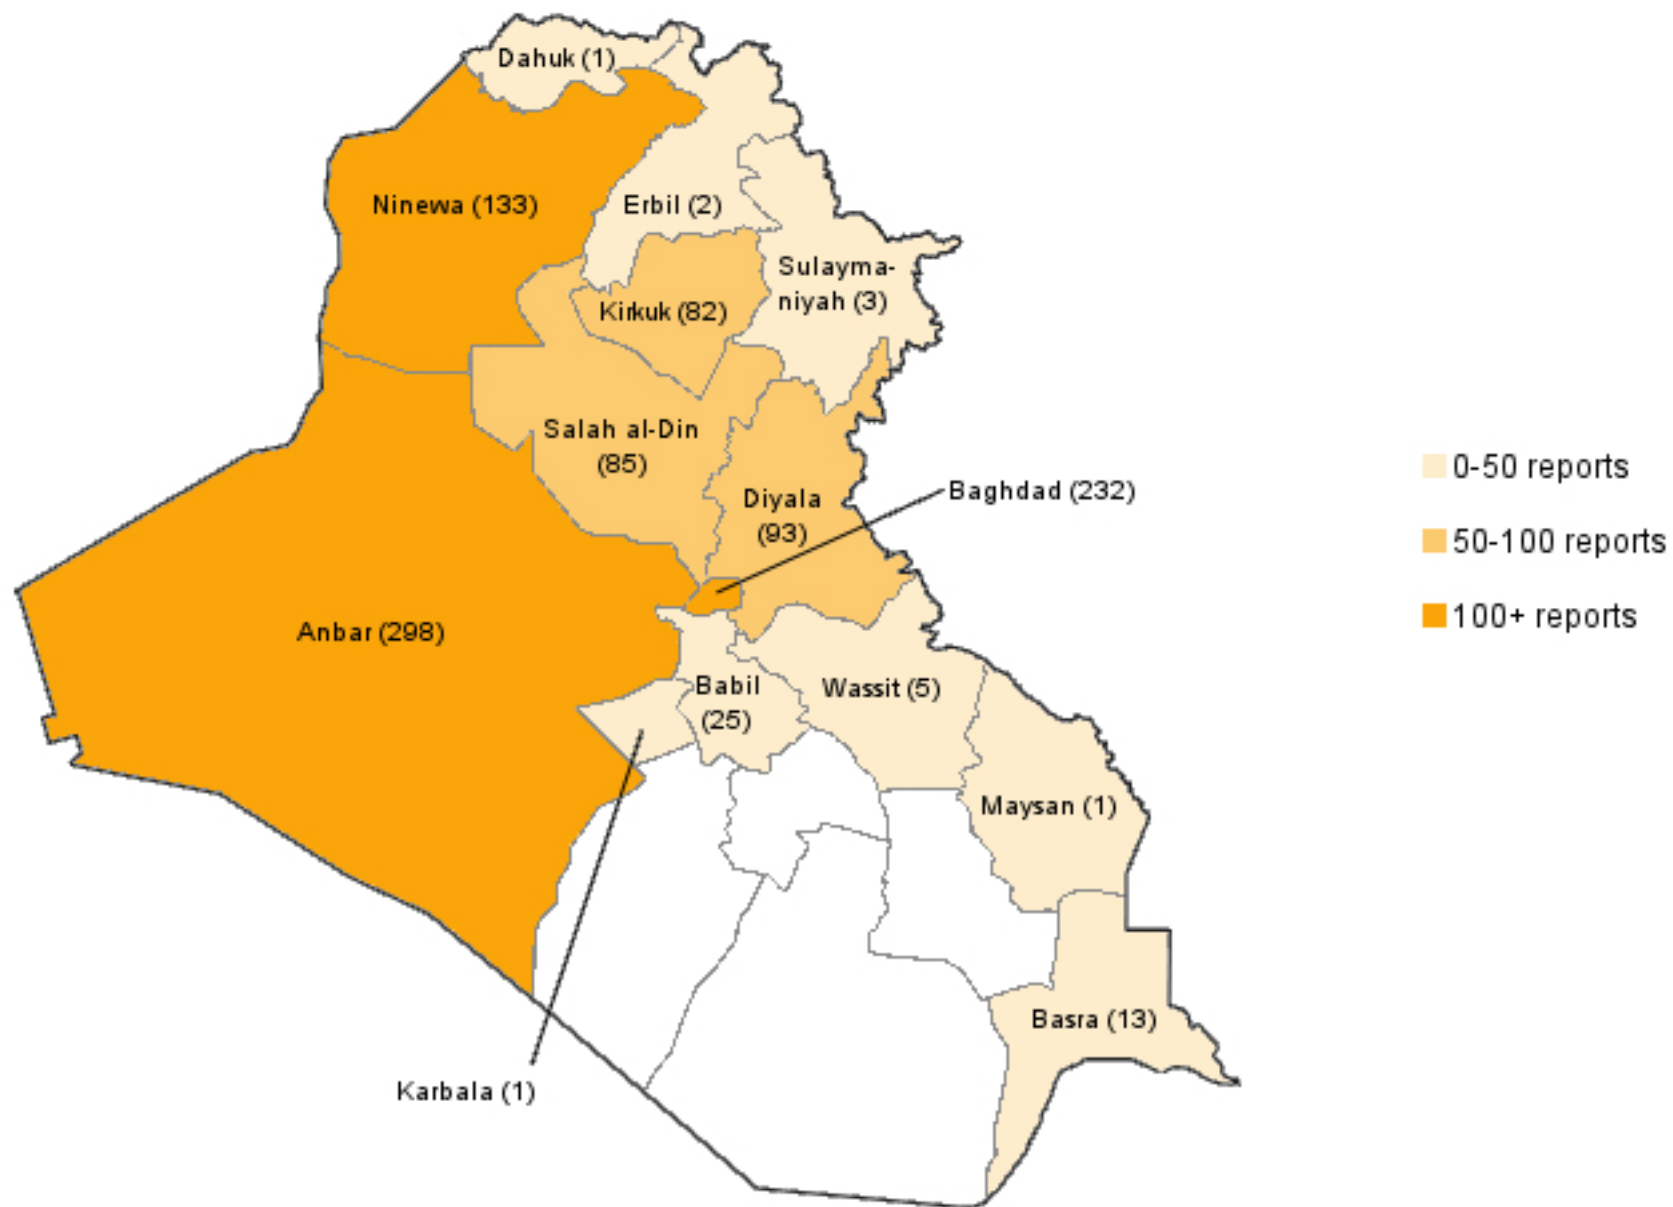 Dahuk (1)
Ninewa (133)
Erbil (2)
Sulayma-
niyah (3)
Kirkuk (82)
Salah al-Din
(85)
Diyala
(93)
Baghdad (232)
Anbar (298)
Babil
(25)
Wassit (5)
Maysan (1)
Basra (13)
Karbala (1)
0-50 reports
50-100 reports
100+ reports